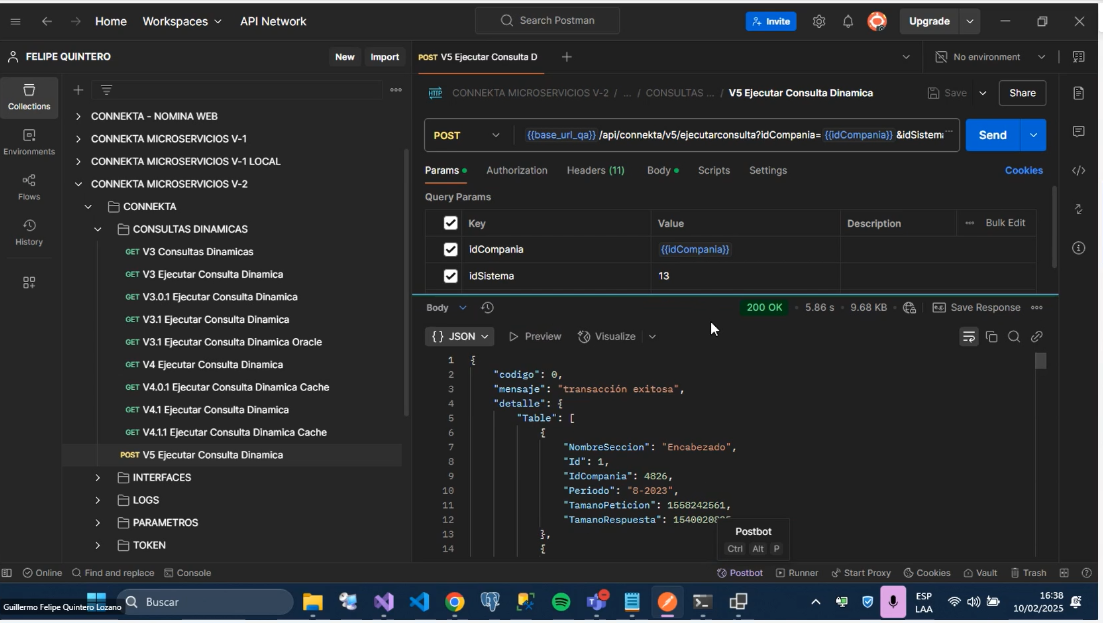 Home Workspaces API Network Search Postman Invite Upgrade
FELIPE QUINTERO New Import POST V5 Ejecutar Consulta D No environment
Collections
Environments
Flows
History
CONNEKTA - NOMINA WEB
CONNEKTA MICROSERVICIOS V-1
CONNEKTA MICROSERVICIOS V-1 LOCAL
CONNEKTA MICROSERVICIOS V-2
CONNEKTA
CONSULTAS DINAMICAS
GET V3 Consultas Dinamicas
GET V3 Ejecutar Consulta Dinamica
GET V3.0.1 Ejecutar Consulta Dinamica
GET V3.1 Ejecutar Consulta Dinamica
GET V3.1 Ejecutar Consulta Dinamica Oracle
GET V4 Ejecutar Consulta Dinamica
GET V4.0.1 Ejecutar Consulta Dinamica Cache
GET V4.1 Ejecutar Consulta Dinamica
GET V4.1.1 Ejecutar Consulta Dinamica Cache
POST V5 Ejecutar Consulta Dinamica
INTERFACES
LOGS
PARAMETROS
TOKEN
HTTP CONNEKTA MICROSERVICIOS V-2 / ... / CONSULTAS ... / V5 Ejecutar Consulta Dinamica Save Share
POST {{base_url_qa}} /api/connekta/v5/ejecutarconsulta?idCompania= {{idCompania}} &idSistema Send
Params Authorization Headers (11) Body Scripts Settings Cookies
Query Params
Key Value Description Bulk Edit
idCompania {{idCompania}}
idSistema 13
Body 200 OK 5.86 s 9.68 KB Save Response
{} JSON Preview Visualize
1 {
2 "codigo": 0,
3 "mensaje": "transacción exitosa",
4 "detalle": {
5 "Table": [
6 {
7 "NombreSeccion": "Encabezado",
8 "Id": 1,
9 "IdCompania": 4826,
10 "Periodo": "8-2023",
11 "TamanoPeticion": 1558242561,
12 "TamanoRespuesta":
13 },
14 {
Postbot
Ctrl Alt P
Online Find and replace Console Postbot Runner Start Proxy Cookies Vault Trash
Guillermo Felipe Quintero Lozano
Buscar
ESP
LAA
16:38
10/02/2025